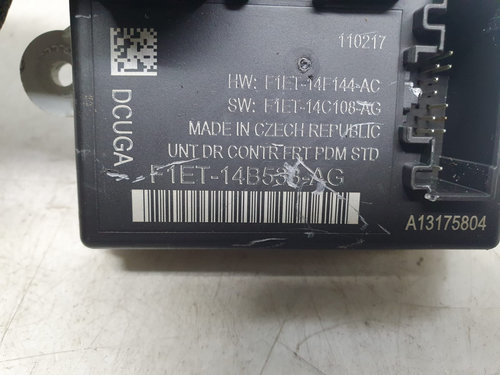 110217
HW: F1ET-14F144-AC
SW: F1ET-14C108-AG
MADE IN CZECH REPUBLIC
UNT DR CONTR FRT PDM STD
DCUGA
A13175804